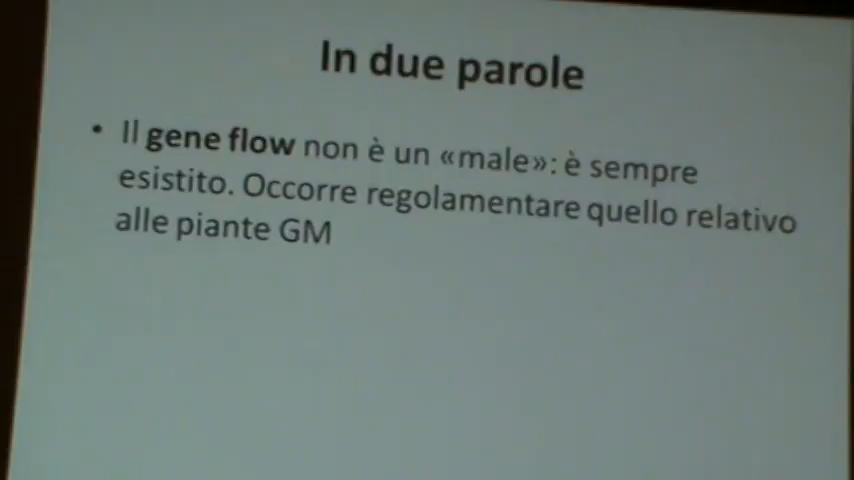 In due parole
• Il gene flow non è un «male»: è sempre
esistito. Occorre regolamentare quello relativo
alle piante GM